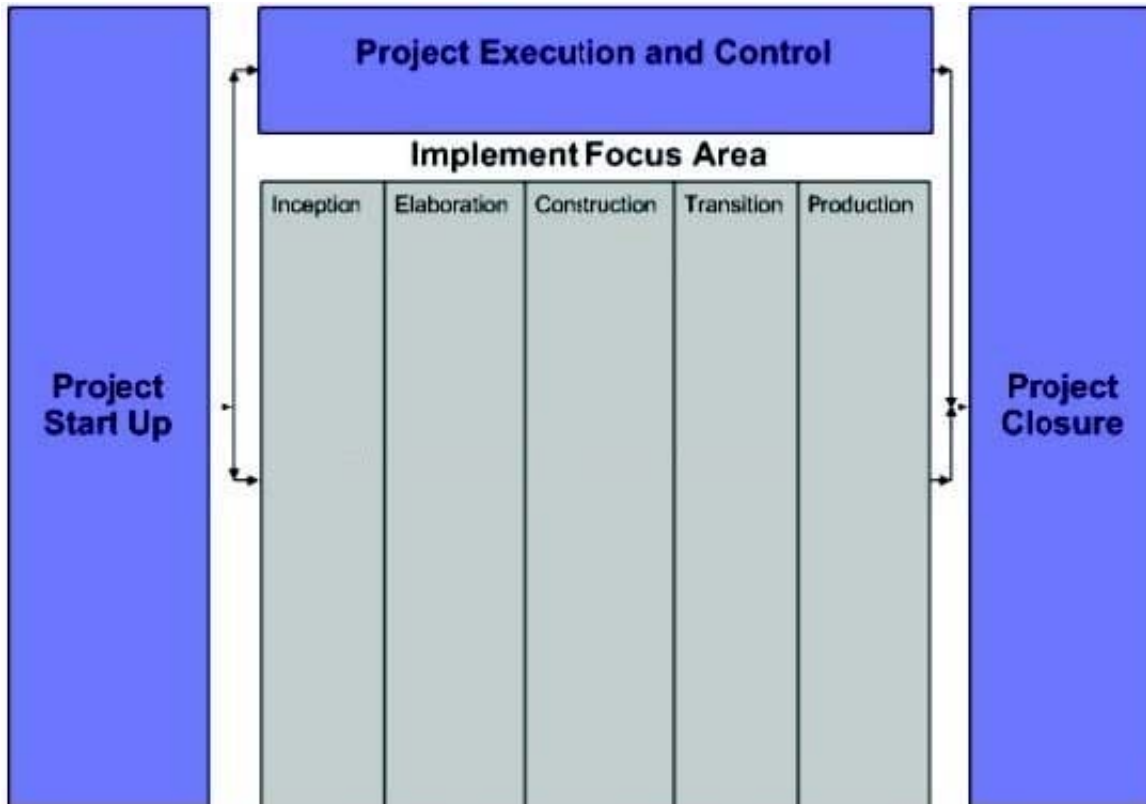 Project Execution and Control
Implement Focus Area
Inception Elaboration Construction Transition Production
Project
Start Up
Project
Closure